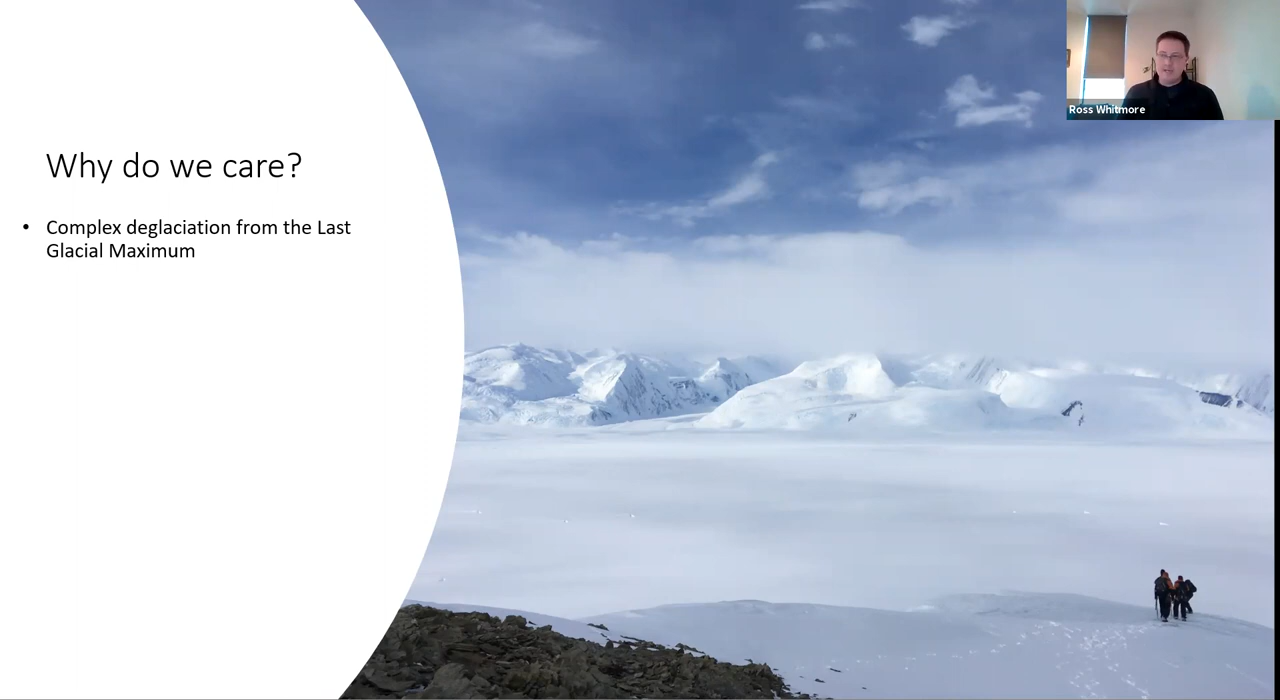 Ross Whitmore
Why do we care?
• Complex deglaciation from the Last
Glacial Maximum